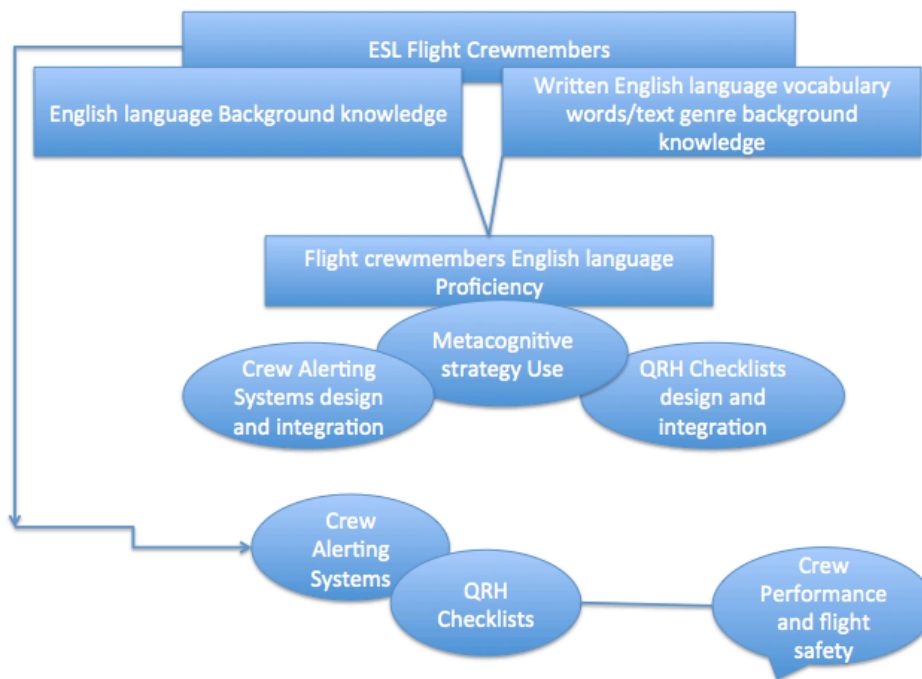 ESL Flight Crewmembers
English language Background knowledge
Written English language vocabulary
words/text genre background
knowledge
Flight crewmembers English language
Proficiency
Metacognitive
strategy Use
Crew Alerting
Systems design
and integration
QRH Checklists
design and
integration
Crew
Alerting
Systems
QRH
Checklists
Crew
Performance
and flight
safety